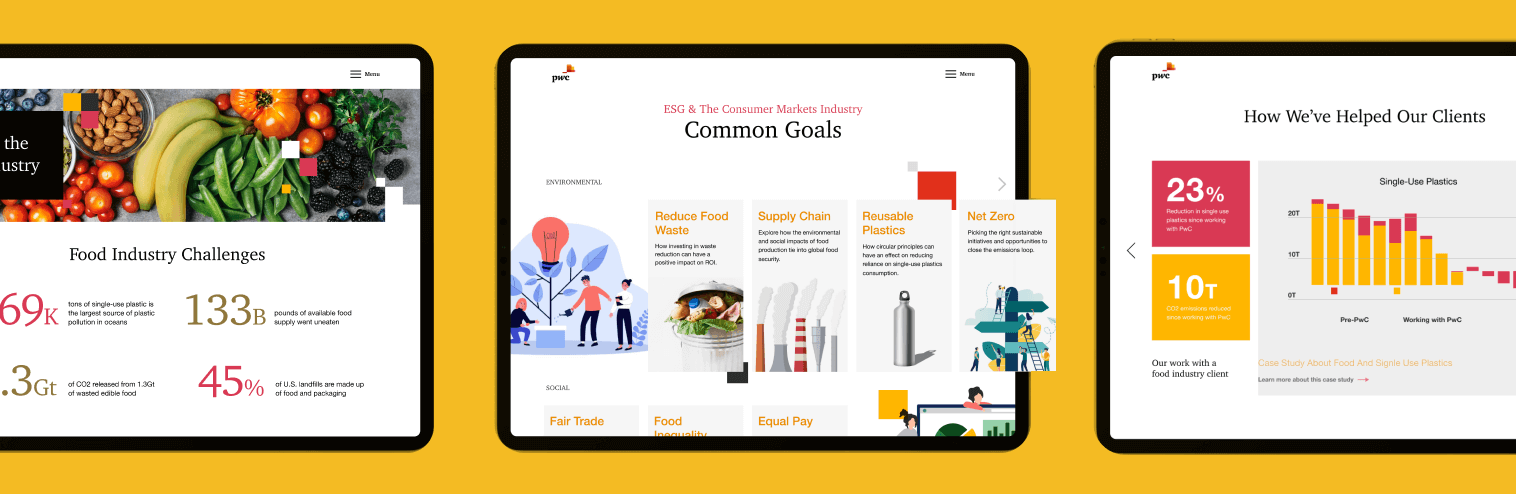 Menu
the
ustry
Food Industry Challenges
69K
tons of single-use plastic is
the largest source of plastic
pollution in oceans
133B
pounds of available food
supply went uneaten
.3Gt
of CO2 released from 1.3Gt
of wasted edible food
45%
of U.S. landfills are made up
of food and packaging
pwc
Menu
ESG & The Consumer Markets Industry
Common Goals
ENVIRONMENTAL
Reduce Food
Waste
How investing in waste
reduction can have a
positive impact on ROI.
Supply Chain
Explore how the environmental
and social impacts of food
production tie into global food
security.
Reusable
Plastics
How circular principles can
have an effect on reducing
reliance on single-use plastics
consumption.
Net Zero
Picking the right sustainable
initiatives and opportunities to
close the emissions loop.
SOCIAL
Fair Trade
Food
Inequality
Equal Pay
pwc
How We've Helped Our Clients
23%
Reduction in single use
plastics since working
with PwC
10T
CO2 emissions reduced
since working with PwC
Our work with a
food industry client
Single-Use Plastics
20T
10T
0T
Pre-PwC
Working with PwC
Case Study About Food And Signle Use Plastics
Learn more about this case study